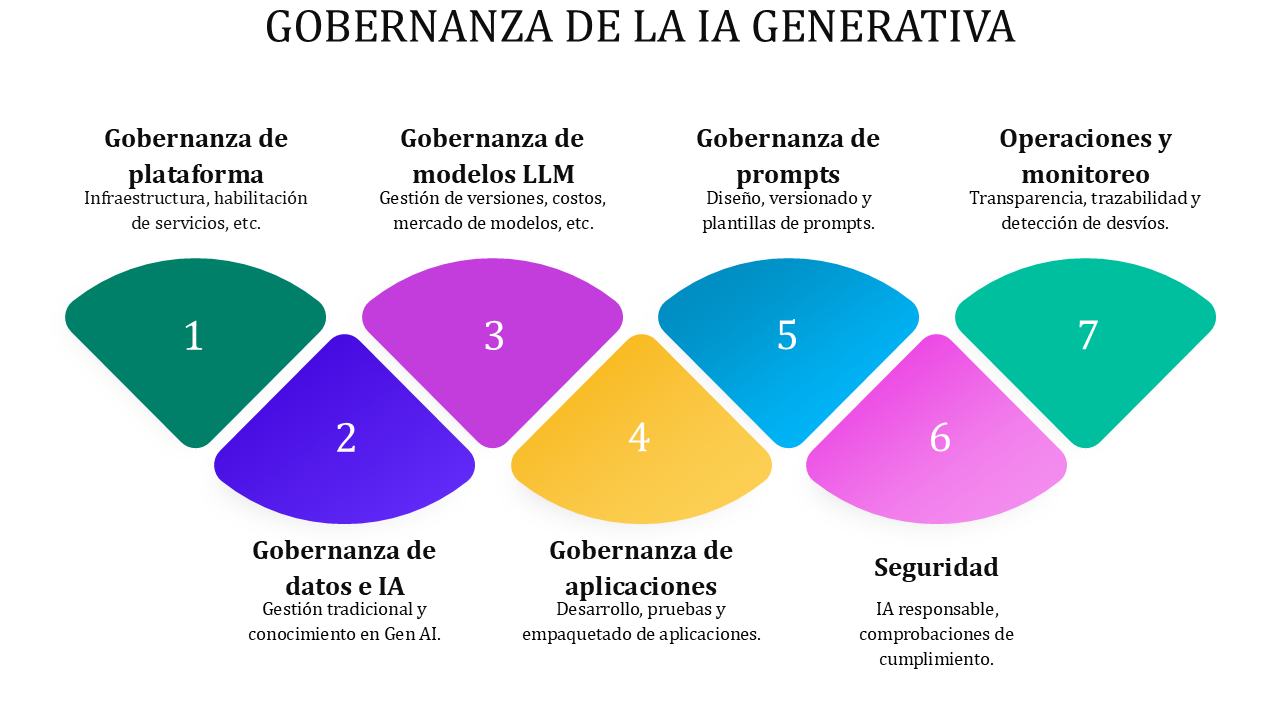 GOBERNANZA DE LA IA GENERATIVA
Gobernanza de
plataforma
Infraestructura, habilitación
de servicios, etc.
1
Gobernanza de
datos e IA
Gestión tradicional y
conocimiento en Gen AI.
2
Gobernanza de
modelos LLM
Gestión de versiones, costos,
mercado de modelos, etc.
3
Gobernanza de
aplicaciones
Desarrollo, pruebas y
empaquetado de aplicaciones.
4
Gobernanza de
prompts
Diseño, versionado y
plantillas de prompts.
5
Seguridad
IA responsable,
comprobaciones de
cumplimiento.
6
Operaciones y
monitoreo
Transparencia, trazabilidad y
detección de desvíos.
7